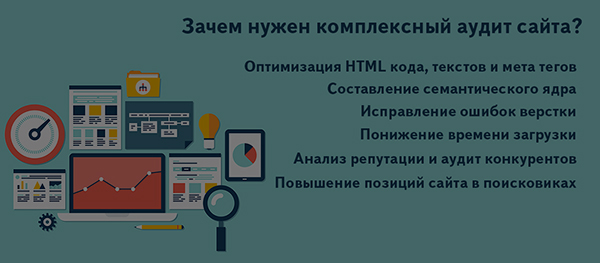 Зачем нужен комплексный аудит сайта?
Оптимизация HTML кода, текстов и мета тегов
Составление семантического ядра
Исправление ошибок верстки
Понижение времени загрузки
Анализ репутации и аудит конкурентов
Повышение позиций сайта в поисковиках